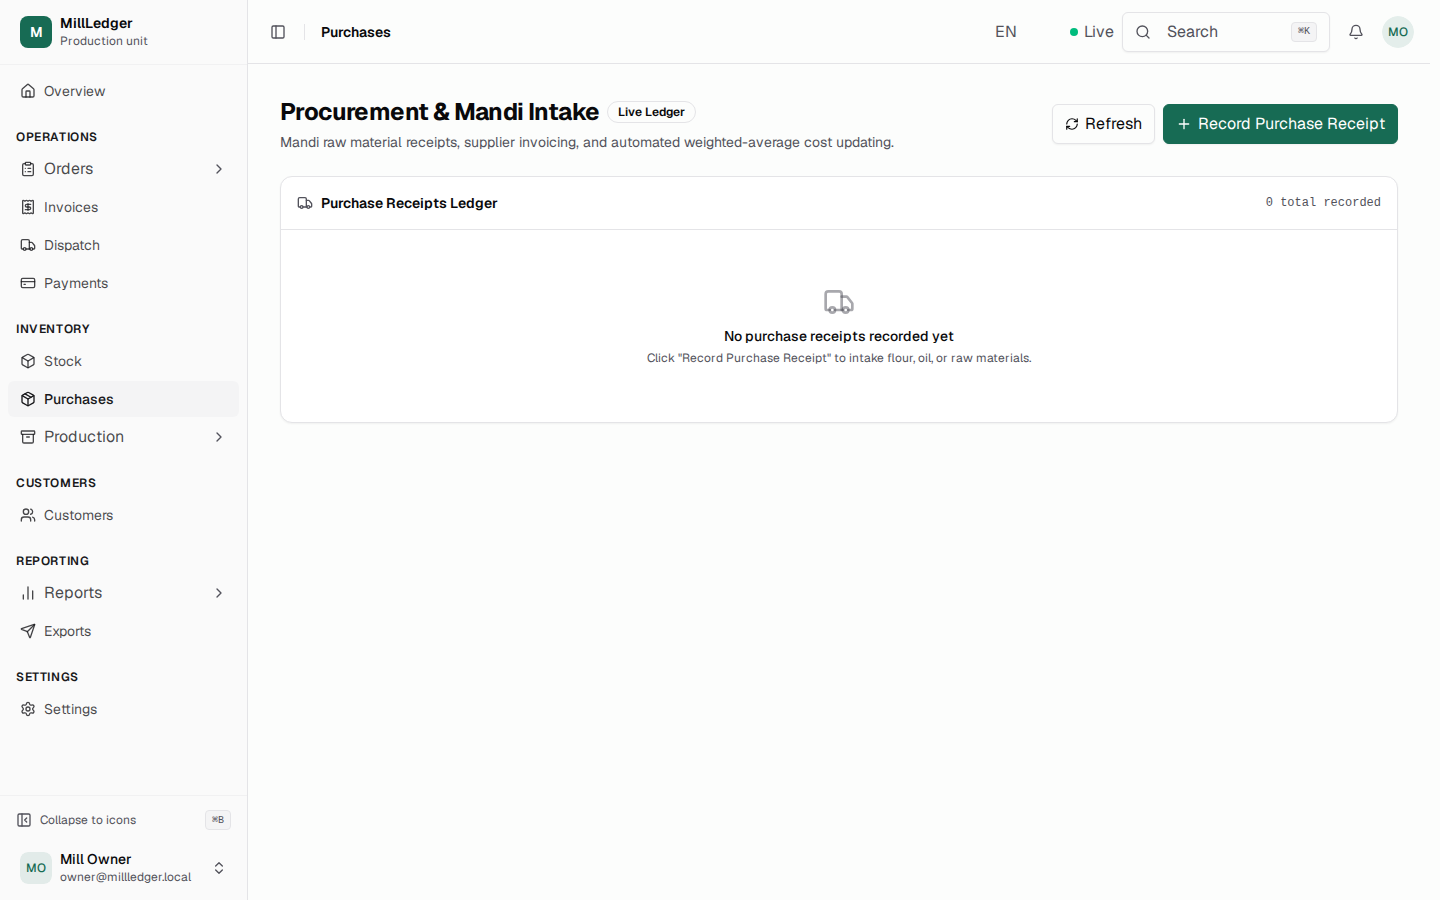 M
MillLedger
Production unit
Overview
OPERATIONS
Orders
Invoices
Dispatch
Payments
INVENTORY
Stock
Purchases
Production
CUSTOMERS
Customers
REPORTING
Reports
Exports
SETTINGS
Settings
Collapse to icons ⌘B
MO
Mill Owner
owner@millledger.local
Purchases
EN
Live
Search ⌘K
MO
Procurement & Mandi Intake
Live Ledger
Mandi raw material receipts, supplier invoicing, and automated weighted-average cost updating.
Refresh
Record Purchase Receipt
Purchase Receipts Ledger
0 total recorded
No purchase receipts recorded yet
Click "Record Purchase Receipt" to intake flour, oil, or raw materials.